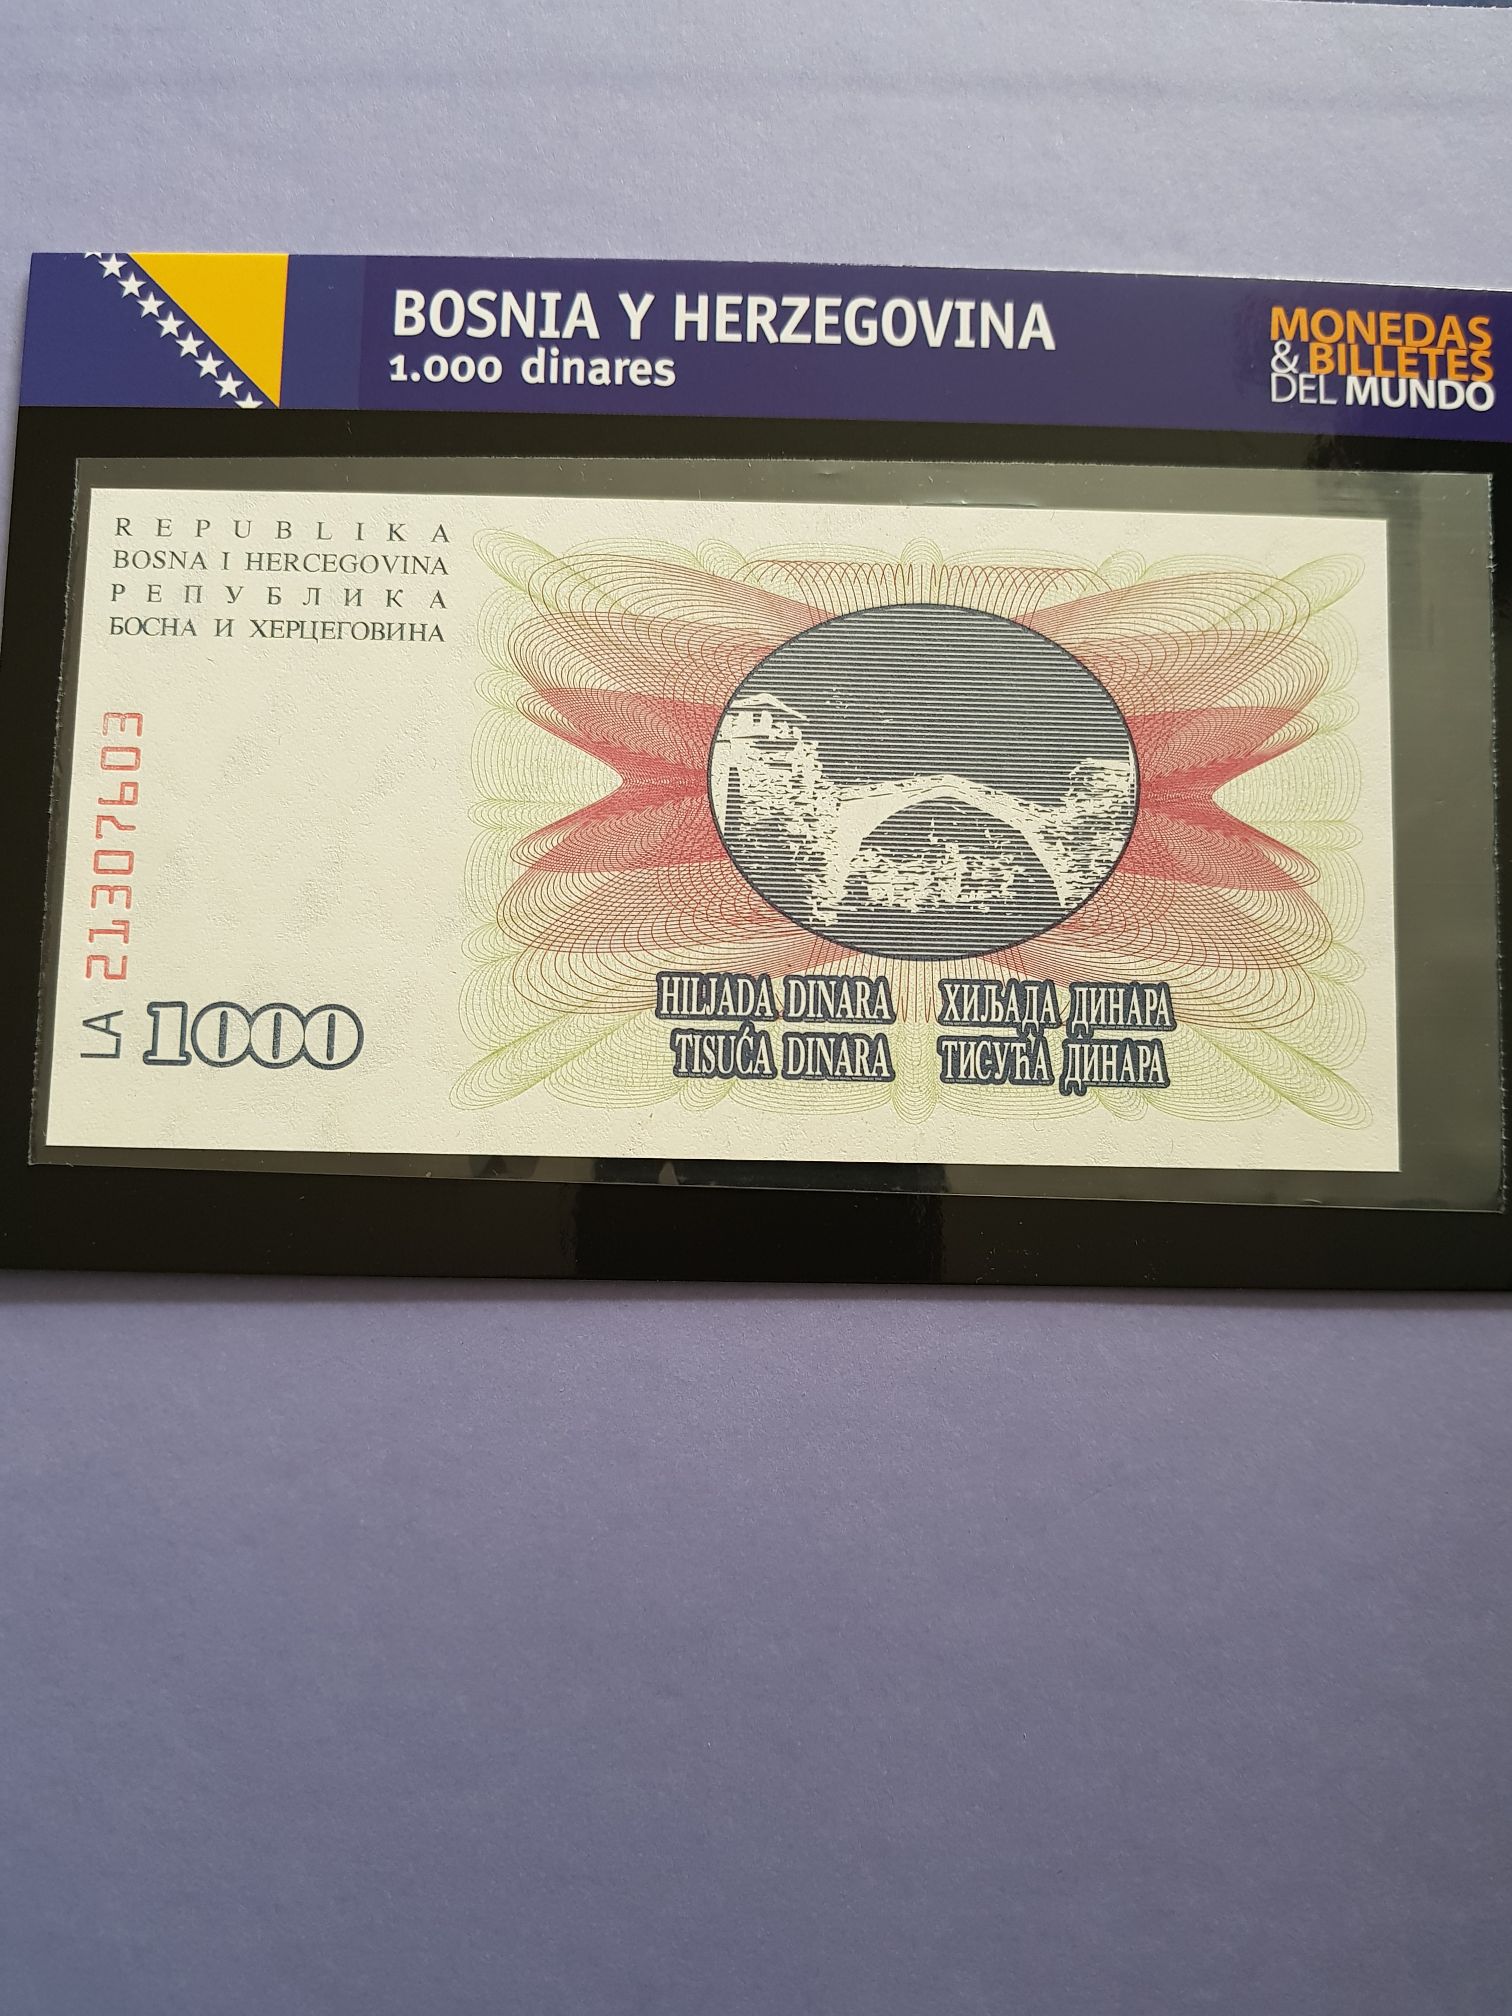 BOSNIA Y HERZEGOVINA
1.000 dinares
MONEDAS
& BILLETES
DEL MUNDO
REPUBLIKA
BOSNA I HERCEGOVINA
РЕПУБЛИКА
БОСНА И ХЕРЦЕГОВИНА
LA 21307603
1000
HILJADA DINARA ХИЉАДА ДИНАРА
TISUĆA DINARA ТИСУЋА ДИНАРА